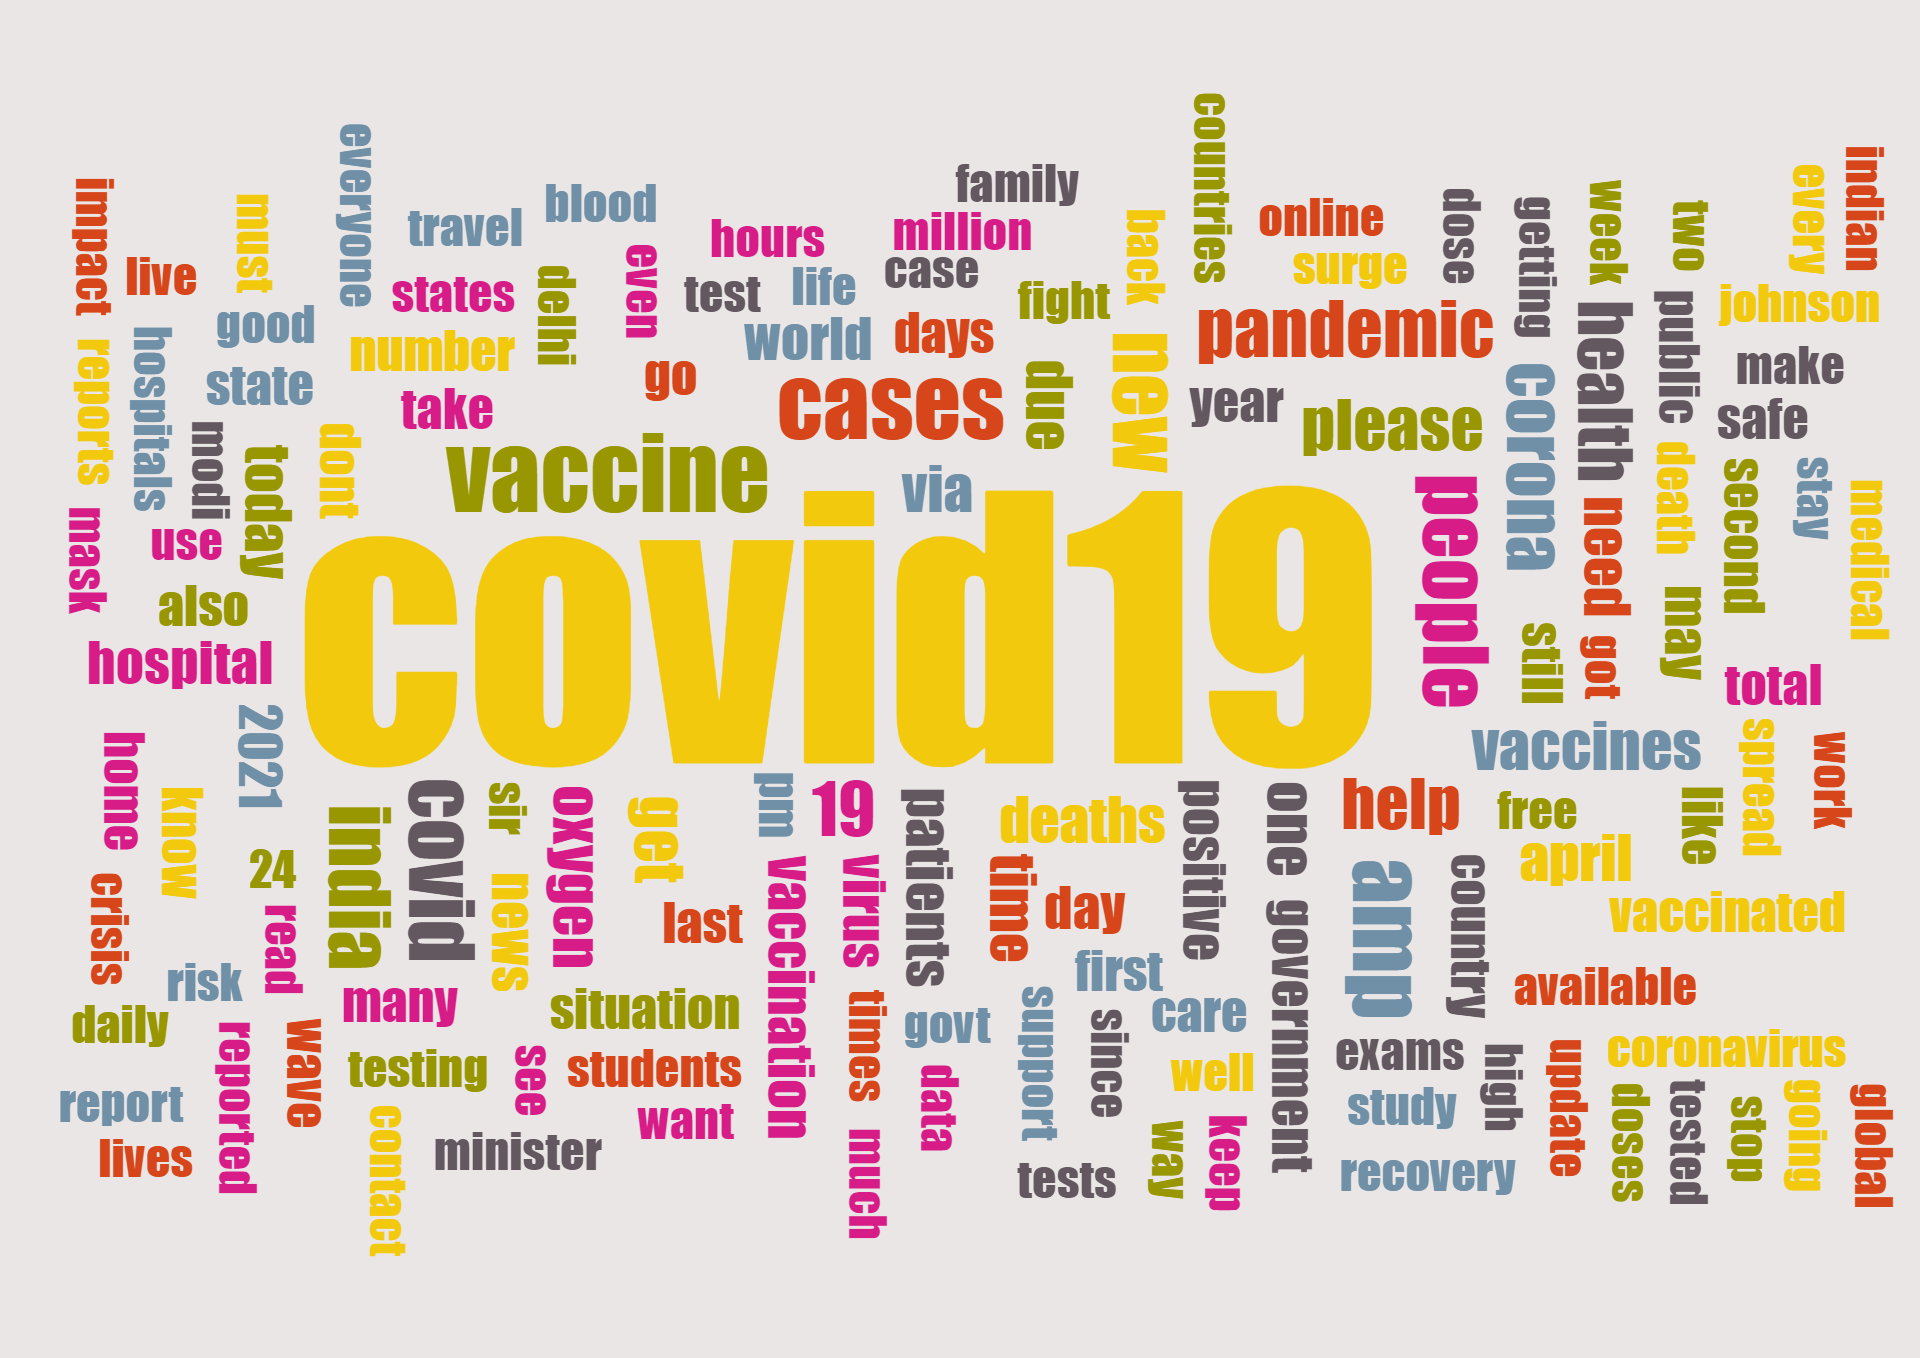 countries
everyone
indian
family
every
impact
week
blood
dose
must
getting
two
online
travel
back
million
hours
even
surge
case
live
delhi
life
test
states
fight
public
johnson
pandemic
health
good
hospitals
world
days
number
new
reports
make
due
corona
go
state
cases
year
take
please
safe
modi
dont
vaccine
death
today
stay
second
via
people
medical
covid19
need
mask
use
also
may
still
got
hospital
total
2021
spread
vaccines
home
work
pm
19
covid
sir
positive
one
help
know
oxygen
patients
like
free
get
deaths
india
april
24
time
virus
vaccination
country
amp
crisis
news
day
vaccinated
last
read
government
first
risk
available
many
support
situation
times
care
daily
govt
since
wave
reported
coronavirus
exams
update
high
see
testing
students
well
data
going
tested
doses
global
report
study
stop
contact
want
keep
way
much
minister
lives
recovery
tests